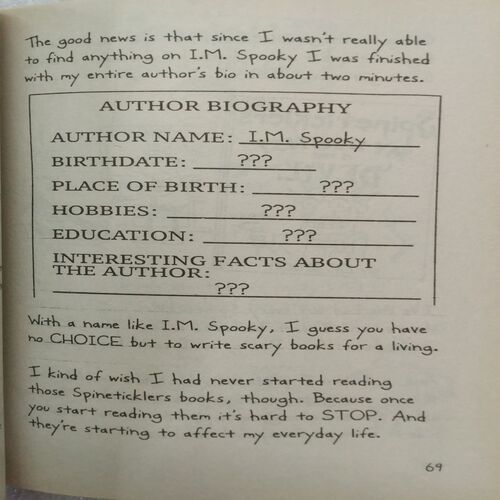 The good news is that since I wasn't really able
to find anything on I.M. Spooky I was finished
with my entire author's bio in about two minutes.
AUTHOR BIOGRAPHY
AUTHOR NAME: I.M. Spooky
BIRTHDATE: ???
PLACE OF BIRTH: ???
HOBBIES: ???
EDUCATION: ???
INTERESTING FACTS ABOUT
THE AUTHOR:
???
With a name like I.M. Spooky, I guess you have
no CHOICE but to write scary books for a living.
I kind of wish I had never started reading
those Spineticklers books, though. Because once
you start reading them it's hard to STOP. And
they're starting to affect my everyday life.
69